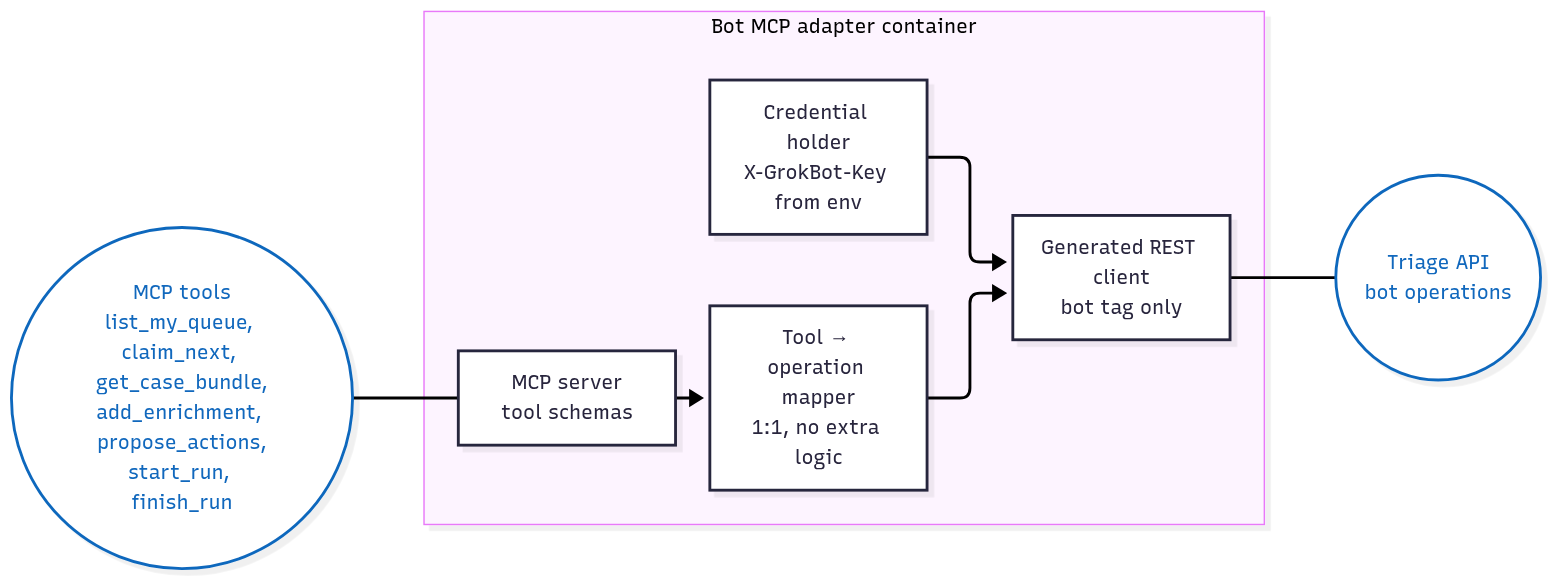 Bot MCP adapter container
MCP tools
list_my_queue,
claim_next,
get_case_bundle,
add_enrichment,
propose_actions,
start_run,
finish_run
MCP server
tool schemas
Credential
holder
X-GrokBot-Key
from env
Tool →
operation
mapper
1:1, no extra
logic
Generated REST
client
bot tag only
Triage API
bot operations